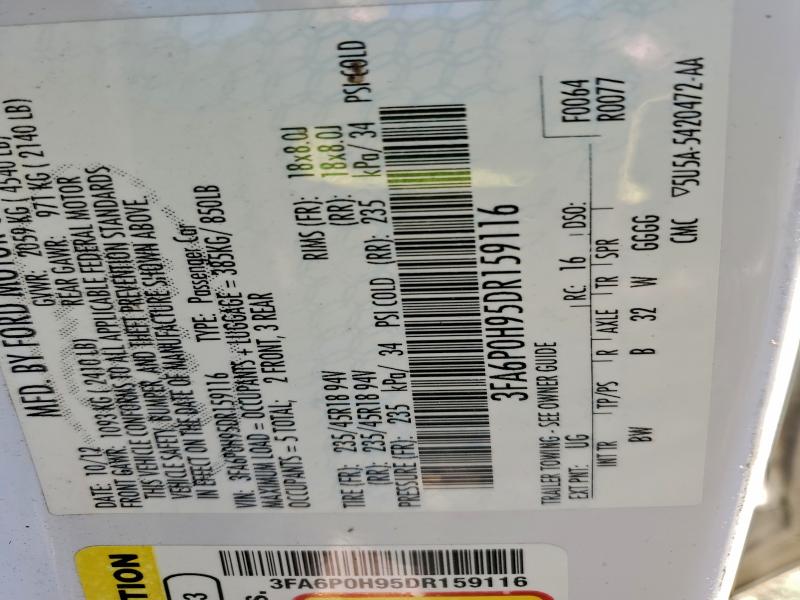 MFD. BY FORD MOTOR
DATE: 10/12 GVWR: 2059 KG ( 4540 LB)
FRONT GAWR: 1093 KG ( 2410 LB) REAR GAWR: 971 KG ( 2140 LB)
THIS VEHICLE CONFORMS TO ALL APPLICABLE FEDERAL MOTOR
VEHICLE SAFETY, BUMPER, AND THEFT PREVENTION STANDARDS
IN EFFECT ON THE DATE OF MANUFACTURE SHOWN ABOVE.
VIN: 3FA6P0H95DR159116 TYPE: Passenger Car
MAXIMUM LOAD = OCCUPANTS + LUGGAGE = 385KG/ 850LB
OCCUPANTS = 5 TOTAL; 2 FRONT, 3 REAR
TIRE (FR): 235/45R18 94V RIMS (FR): 18x8.0J
(RR): 235/45R18 94V (RR): 18x8.0J
PRESSURE (FR): 235 kPa/ 34 PSI COLD (RR): 235 kPa/ 34 PSI COLD
3FA6P0H95DR159116
TRAILER TOWING - SEE OWNER GUIDE
F0064
EXT PNT: UG RC: 16 DSO: R0077
INT TR TP/PS R AXLE TR SPR
BW B 32 W GGGG
CMC ▽5U5A-5420472-AA
3FA6P0H95DR159116